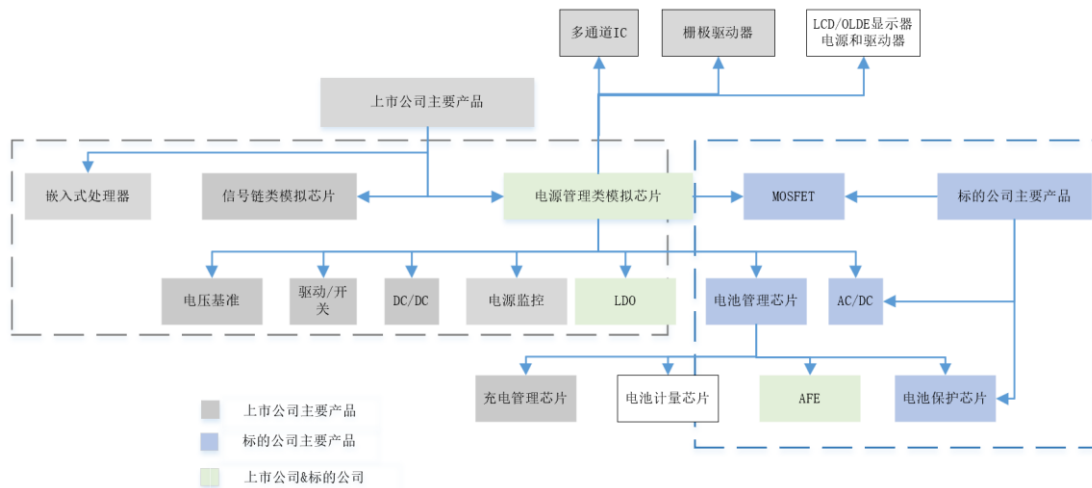 多通道IC
栅极驱动器
LCD/OLDE显示器
电源和驱动器
上市公司主要产品
嵌入式处理器
信号链类模拟芯片
电源管理类模拟芯片
MOSFET
标的公司主要产品
电压基准
驱动/开
关
DC/DC
电源监控
LDO
电池管理芯片
AC/DC
充电管理芯片
电池计量芯片
AFE
电池保护芯片
上市公司主要产品
标的公司主要产品
上市公司&标的公司